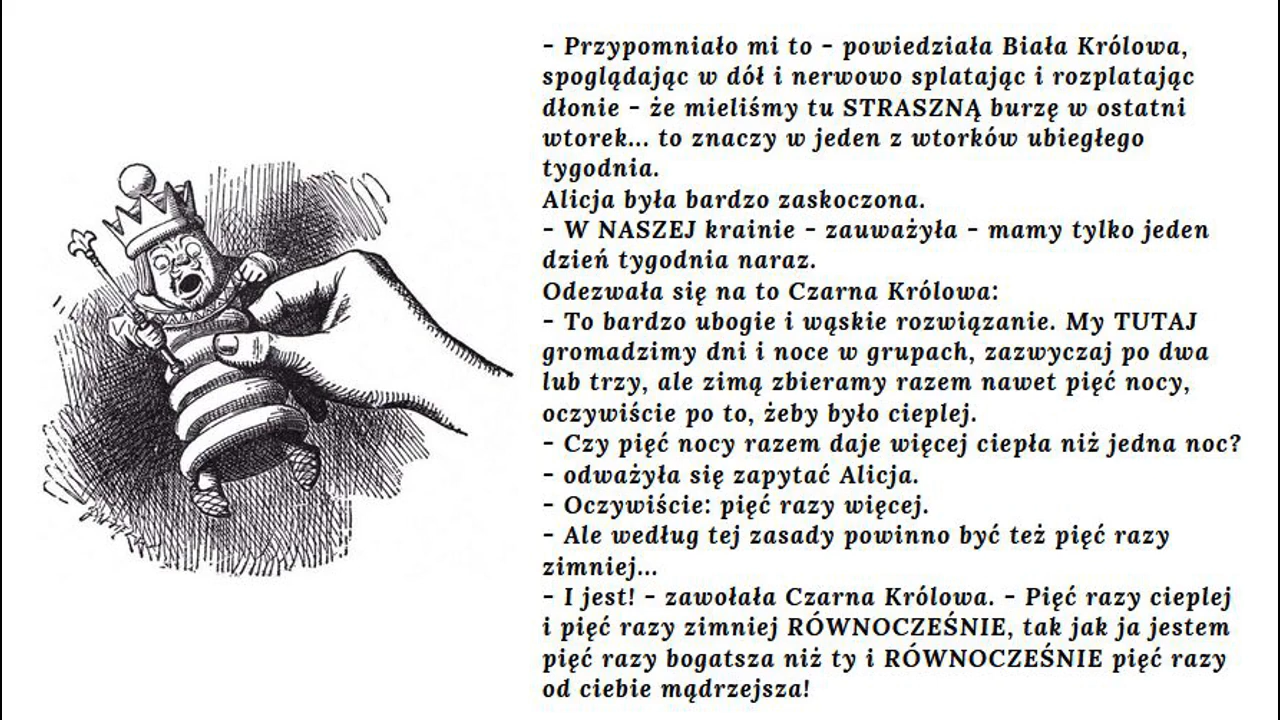 - Przypomniało mi to - powiedziała Biała Królowa,
spoglądając w dół i nerwowo splatając i rozplatając
dłonie - że mieliśmy tu STRASZNĄ burzę w ostatni
wtorek... to znaczy w jeden z wtorków ubiegłego
tygodnia.
Alicja była bardzo zaskoczona.
- W NASZEJ krainie - zauważyła - mamy tylko jeden
dzień tygodnia naraz.
Odezwała się na to Czarna Królowa:
- To bardzo ubogie i wąskie rozwiązanie. My TUTAJ
gromadzimy dni i noce w grupach, zazwyczaj po dwa
lub trzy, ale zimą zbieramy razem nawet pięć nocy,
oczywiście po to, żeby było cieplej.
- Czy pięć nocy razem daje więcej ciepła niż jedna noc?
- odważyła się zapytać Alicja.
- Oczywiście: pięć razy więcej.
- Ale według tej zasady powinno być też pięć razy
zimniej...
- I jest! - zawołała Czarna Królowa. - Pięć razy cieplej
i pięć razy zimniej RÓWNOCZEŚNIE, tak jak ja jestem
pięć razy bogatsza niż ty i RÓWNOCZEŚNIE pięć razy
od ciebie mądrzejsza!